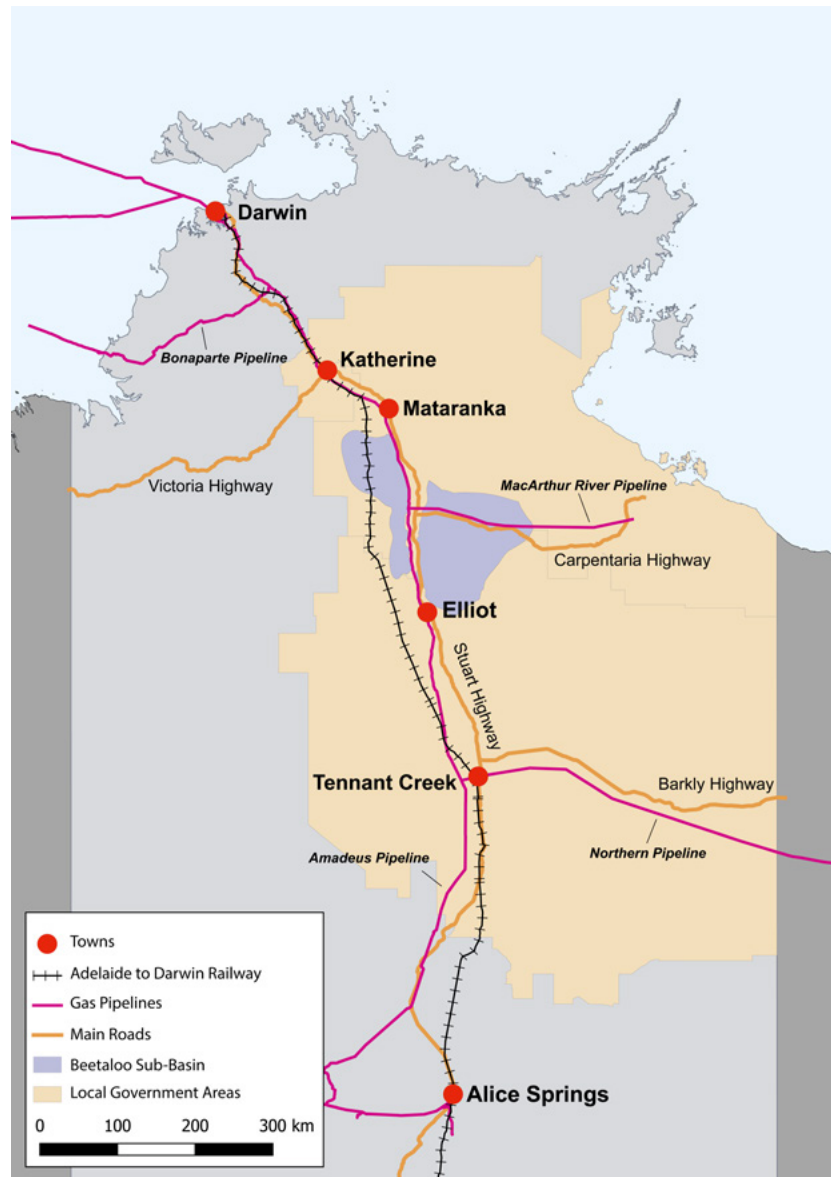 Darwin
Bonaparte Pipeline
Katherine
Mataranka
Victoria Highway
MacArthur River Pipeline
Carpentaria Highway
Elliot
Stuart Highway
Tennant Creek
Barkly Highway
Amadeus Pipeline
Northern Pipeline
Towns
Adelaide to Darwin Railway
Gas Pipelines
Main Roads
Beetaloo Sub-Basin
Local Government Areas
0 100 200 300 km
Alice Springs